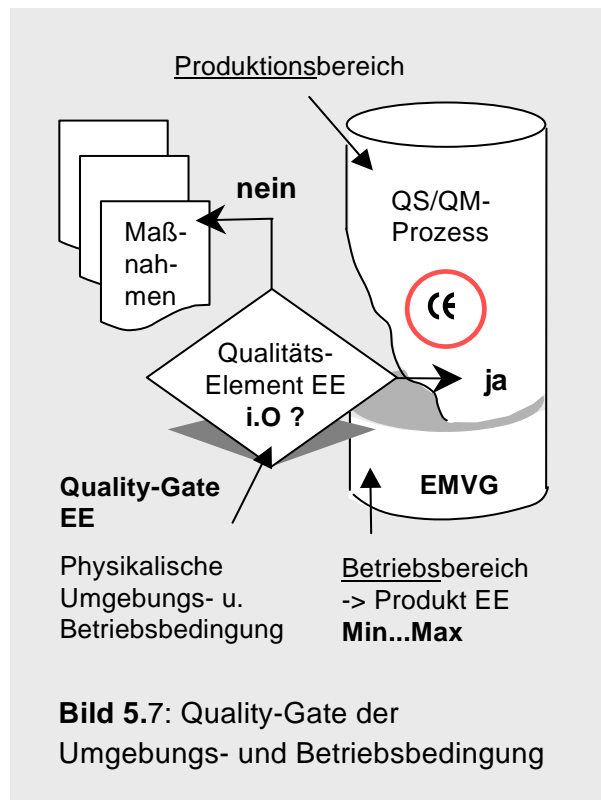 Produktionsbereich
nein
Maß-
nah-
men
QS/QM-
Prozess
CE
Qualitäts-
Element EE
i.O ?
ja
Quality-Gate
EE
EMVG
Physikalische
Umgebungs- u.
Betriebsbedingung
Betriebsbereich
-> Produkt EE
Min...Max
Bild 5.7: Quality-Gate der
Umgebungs- und Betriebsbedingung